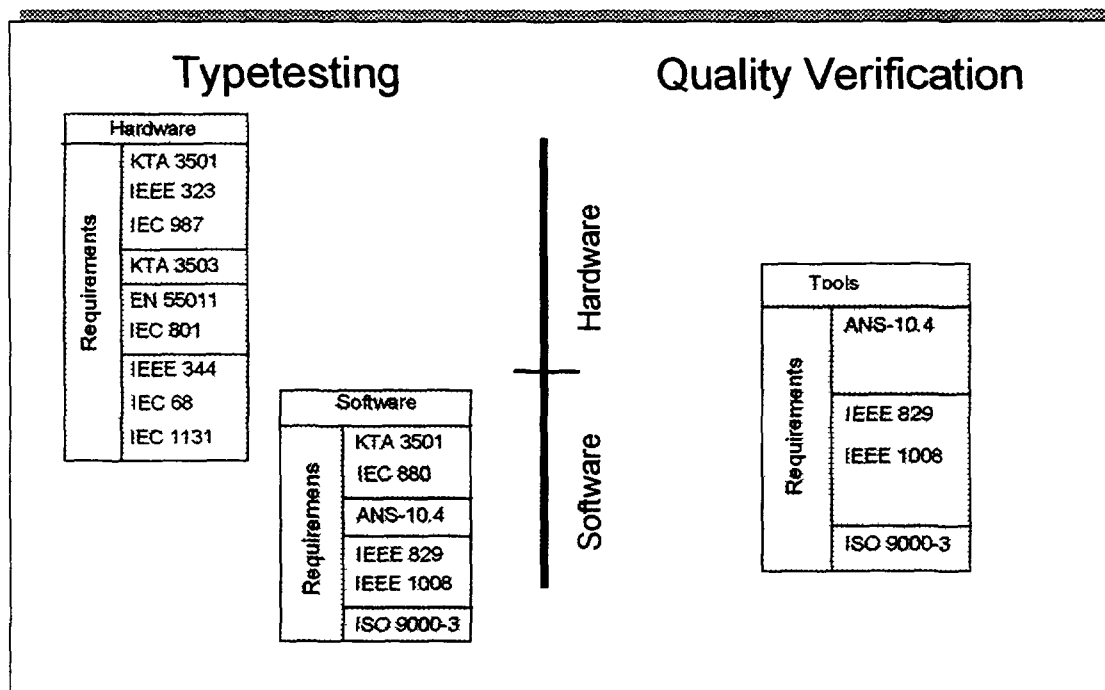 Typetesting
Quality Verification
Hardware
Requirements
KTA 3501
IEEE 323
IEC 987
KTA 3503
EN 55011
IEC 801
IEEE 344
IEC 68
IEC 1131
Software
Requiremens
KTA 3501
IEC 880
ANS-10.4
IEEE 829
IEEE 1008
ISO 9000-3
Hardware
Software
Tools
Requirements
ANS-10.4
IEEE 829
IEEE 1008
ISO 9000-3